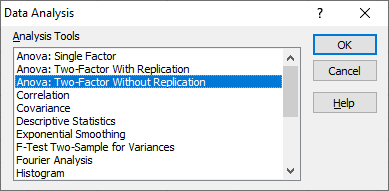 Data Analysis
Analysis Tools
Anova: Single Factor
Anova: Two-Factor With Replication
Anova: Two-Factor Without Replication
Correlation
Covariance
Descriptive Statistics
Exponential Smoothing
F-Test Two-Sample for Variances
Fourier Analysis
Histogram
OK
Cancel
Help